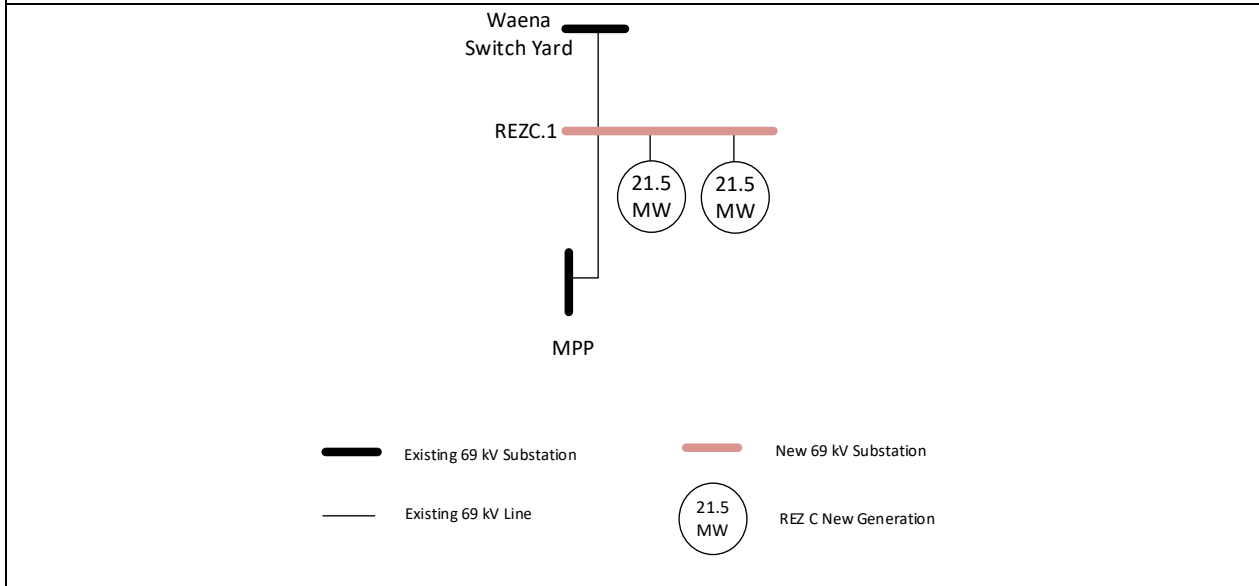 Waena
Switch Yard
REZC.1
21.5
MW
21.5
MW
MPP
Existing 69 kV Substation
New 69 kV Substation
Existing 69 kV Line
21.5
MW
REZ C New Generation